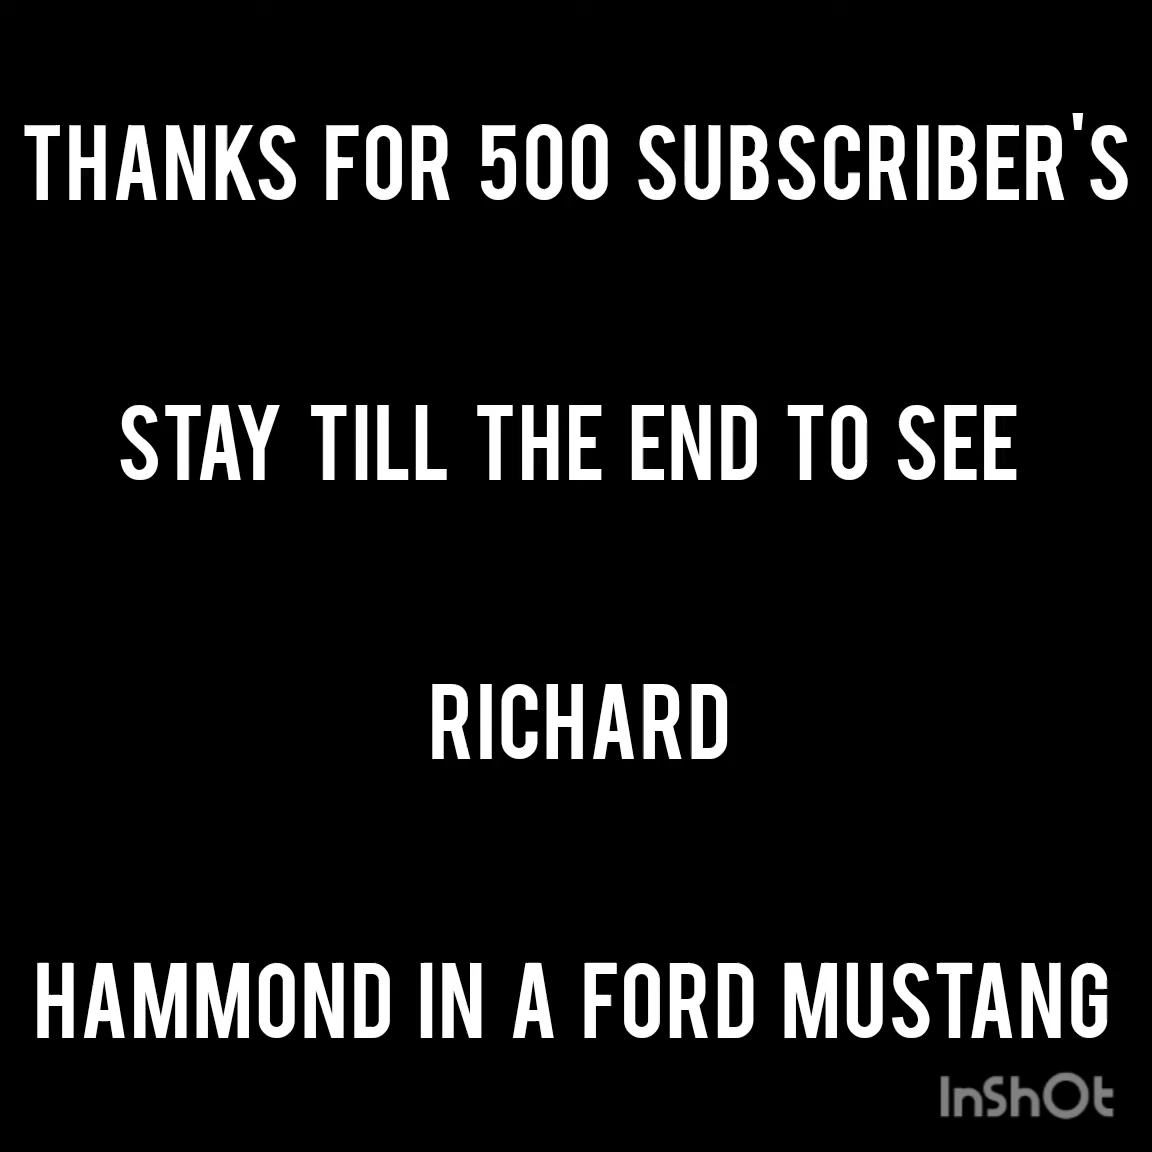 THANKS FOR 500 SUBSCRIBER'S
STAY TILL THE END TO SEE
RICHARD
HAMMOND IN A FORD MUSTANG
InShOt